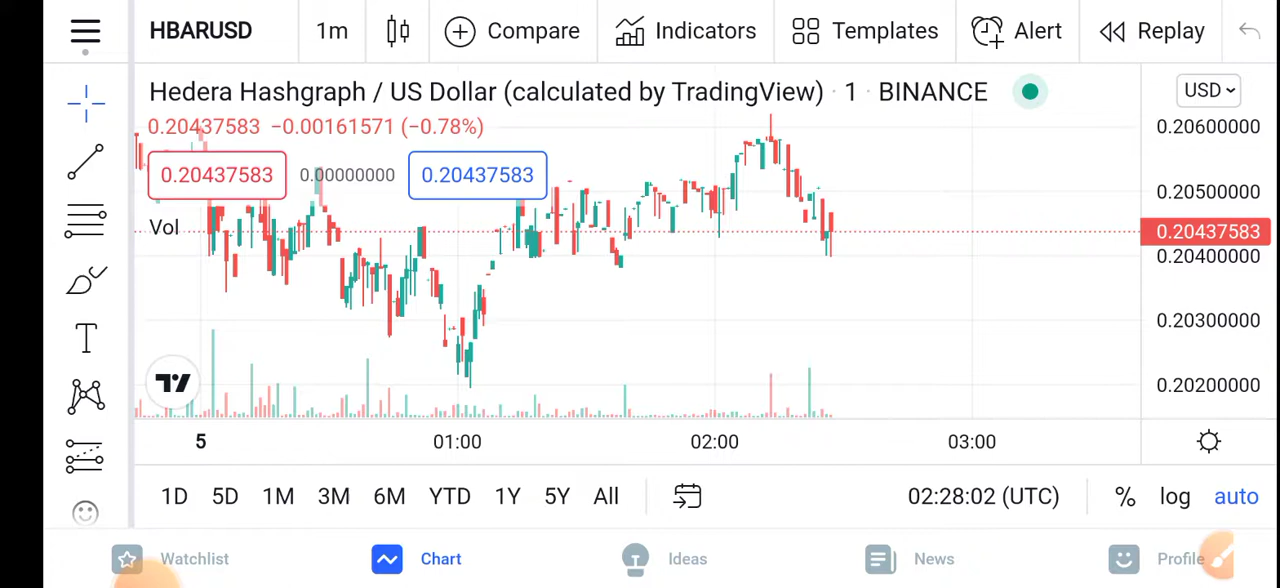 HBARUSD 1m Compare Indicators Templates Alert Replay
Hedera Hashgraph / US Dollar (calculated by TradingView) · 1 · BINANCE
USD
0.20437583 −0.00161571 (−0.78%)
0.20437583 0.00000000 0.20437583
Vol
0.20600000
0.20500000
0.20437583
0.20400000
0.20300000
0.20200000
5 01:00 02:00 03:00
1D 5D 1M 3M 6M YTD 1Y 5Y All 02:28:02 (UTC) % log auto
Watchlist Chart Ideas News Profile